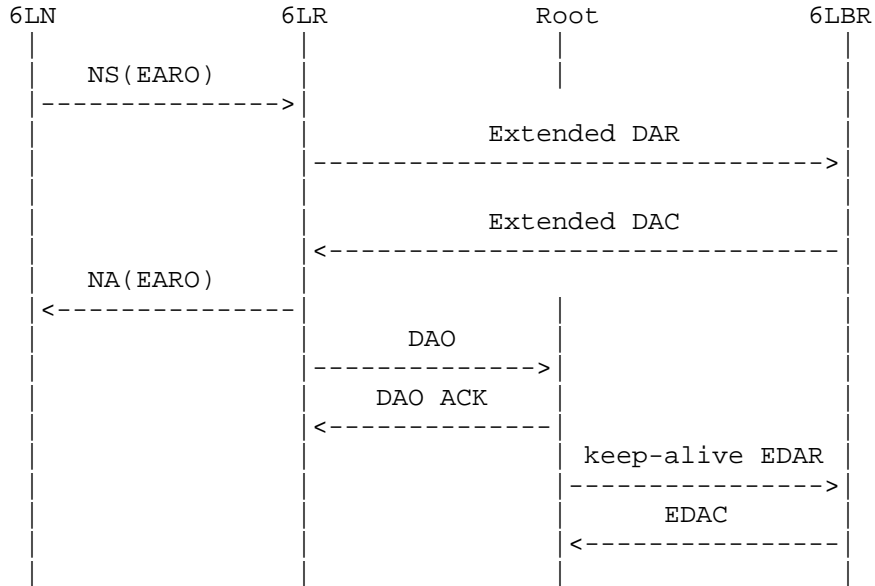 6LN 6LR Root 6LBR
NS(EARO)
Extended DAR
Extended DAC
NA(EARO)
DAO
DAO ACK
keep-alive EDAR
EDAC